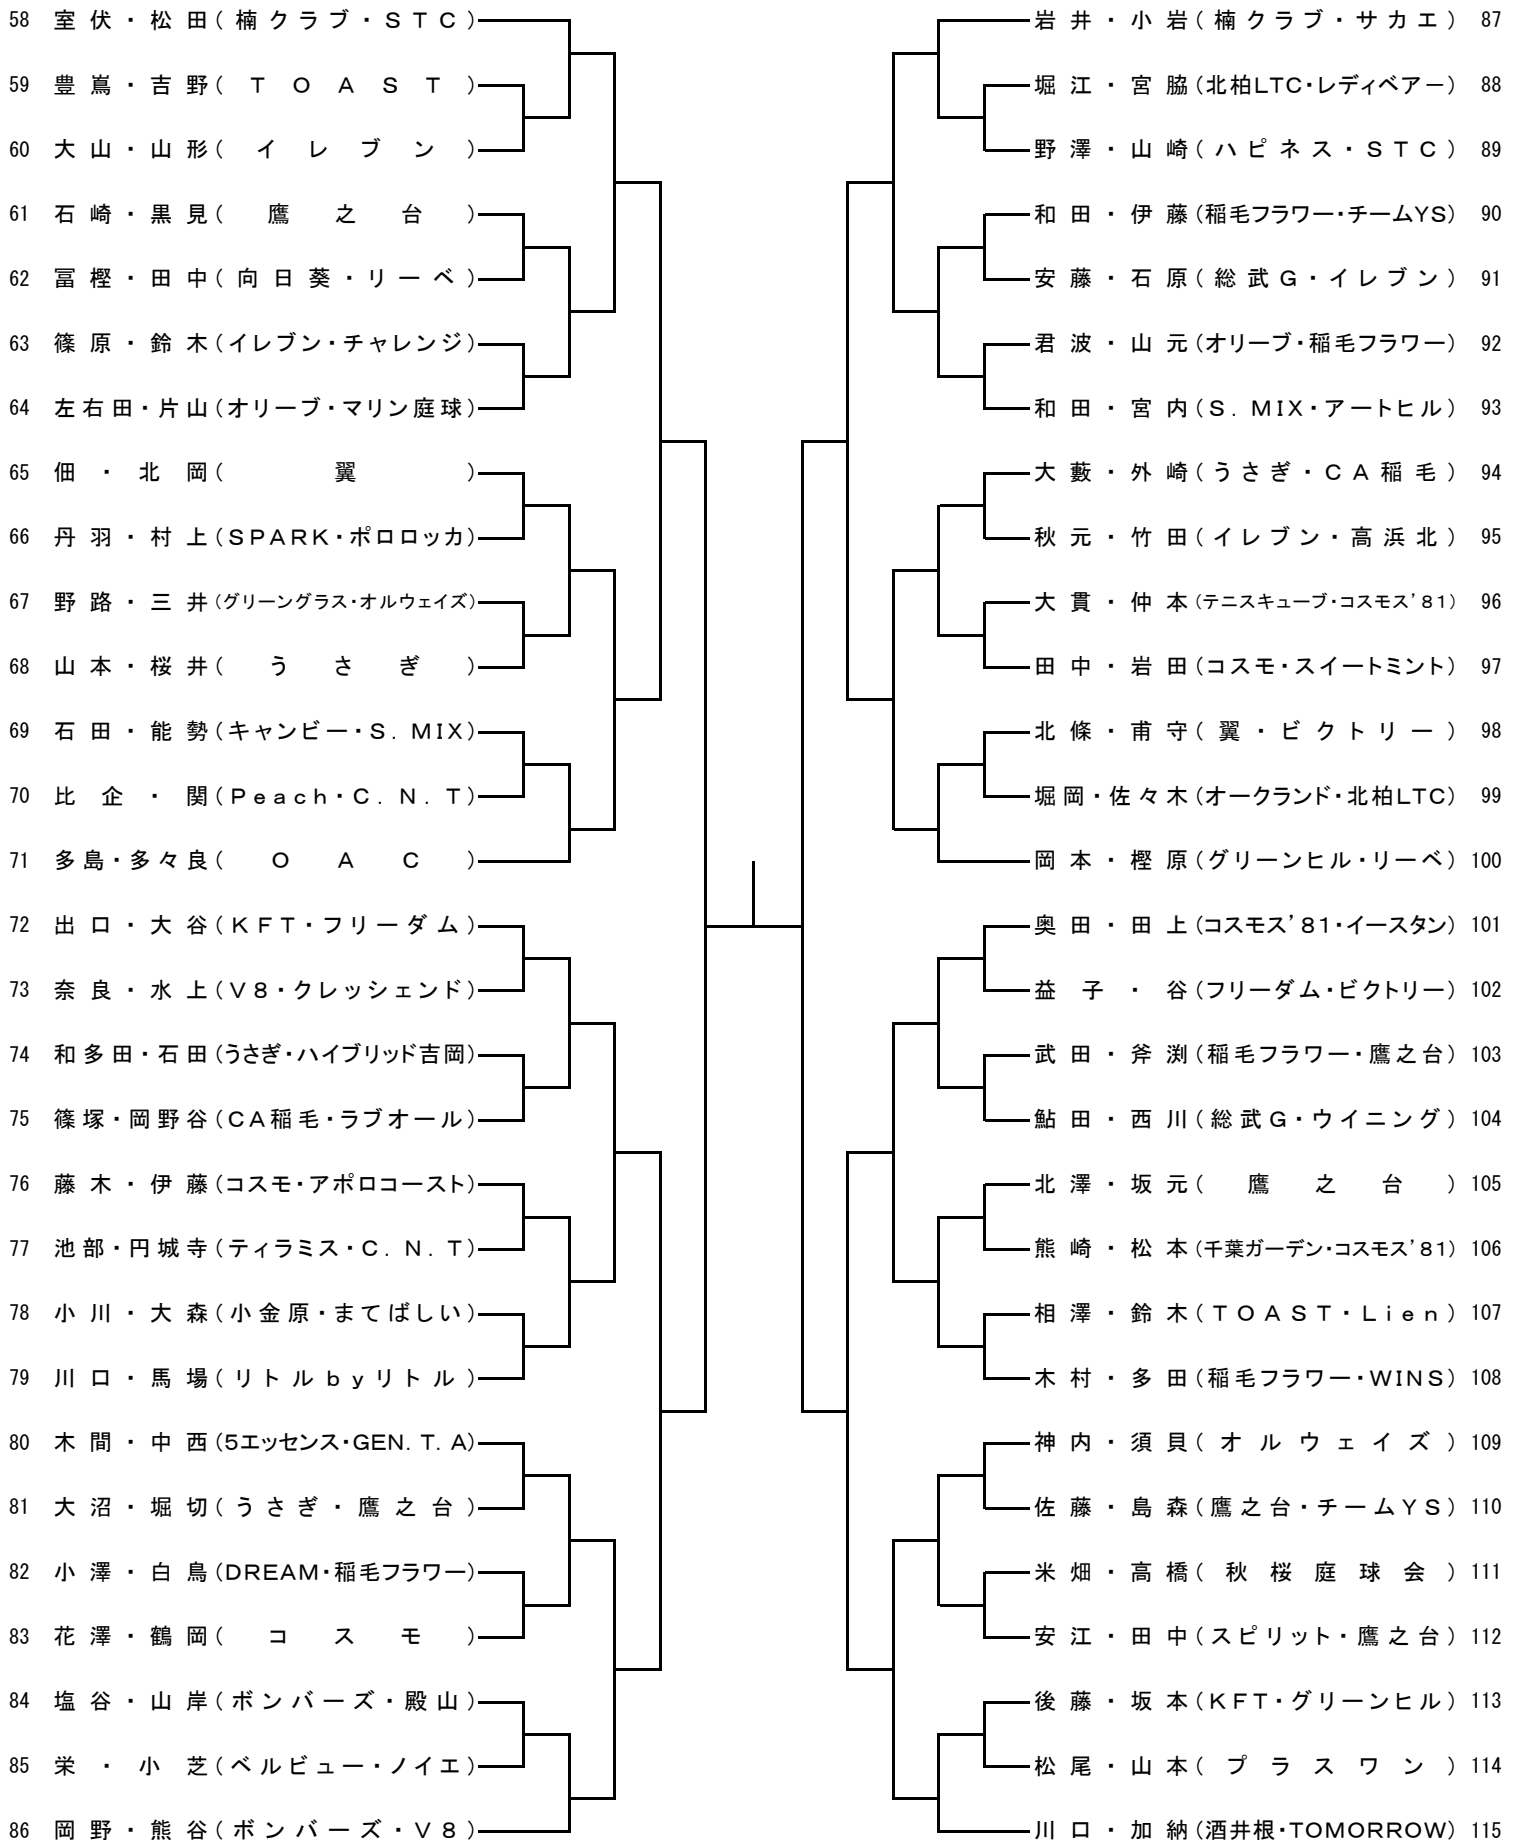 58 室伏・松田(楠クラブ・STC)
59 豊嶌・吉野(TOAST)
60 大山・山形(イレブン)
61 石崎・黒見(鷹之台)
62 冨樫・田中(向日葵・リーベ)
63 篠原・鈴木(イレブン・チャレンジ)
64 左右田・片山(オリーブ・マリン庭球)
65 佃・北岡(翼)
66 丹羽・村上(SPARK・ポロロッカ)
67 野路・三井(グリーングラス・オルウェイズ)
68 山本・桜井(うさぎ)
69 石田・能勢(キャンビー・S.MIX)
70 比企・関(Peach・C.N.T)
71 多島・多々良(OAC)
72 出口・大谷(KFT・フリーダム)
73 奈良・水上(V8・クレッシェンド)
74 和多田・石田(うさぎ・ハイブリッド吉岡)
75 篠塚・岡野谷(CA稲毛・ラブオール)
76 藤木・伊藤(コスモ・アポロコースト)
77 池部・円城寺(ティラミス・C.N.T)
78 小川・大森(小金原・まてばしい)
79 川口・馬場(リトルbyリトル)
80 木間・中西(5エッセンス・GEN.T.A)
81 大沼・堀切(うさぎ・鷹之台)
82 小澤・白鳥(DREAM・稲毛フラワー)
83 花澤・鶴岡(コスモ)
84 塩谷・山岸(ボンバーズ・殿山)
85 栄・小芝(ベルビュー・ノイエ)
86 岡野・熊谷(ボンバーズ・V8)
岩井・小岩(楠クラブ・サカエ) 87
堀江・宮脇(北柏LTC・レディベアー) 88
野澤・山崎(ハピネス・STC) 89
和田・伊藤(稲毛フラワー・チームYS) 90
安藤・石原(総武G・イレブン) 91
君波・山元(オリーブ・稲毛フラワー) 92
和田・宮内(S.MIX・アートヒル) 93
大藪・外崎(うさぎ・CA稲毛) 94
秋元・竹田(イレブン・高浜北) 95
大貫・仲本(テニスキューブ・コスモス’81) 96
田中・岩田(コスモ・スイートミント) 97
北條・甫守(翼・ビクトリー) 98
堀岡・佐々木(オークランド・北柏LTC) 99
岡本・樫原(グリーンヒル・リーベ) 100
奥田・田上(コスモス’81・イースタン) 101
益子・谷(フリーダム・ビクトリー) 102
武田・斧渕(稲毛フラワー・鷹之台) 103
鮎田・西川(総武G・ウイニング) 104
北澤・坂元(鷹之台) 105
熊崎・松本(千葉ガーデン・コスモス’81) 106
相澤・鈴木(TOAST・Lien) 107
木村・多田(稲毛フラワー・WINS) 108
神内・須貝(オルウェイズ) 109
佐藤・島森(鷹之台・チームYS) 110
米畑・高橋(秋桜庭球会) 111
安江・田中(スピリット・鷹之台) 112
後藤・坂本(KFT・グリーンヒル) 113
松尾・山本(プラスワン) 114
川口・加納(酒井根・TOMORROW) 115